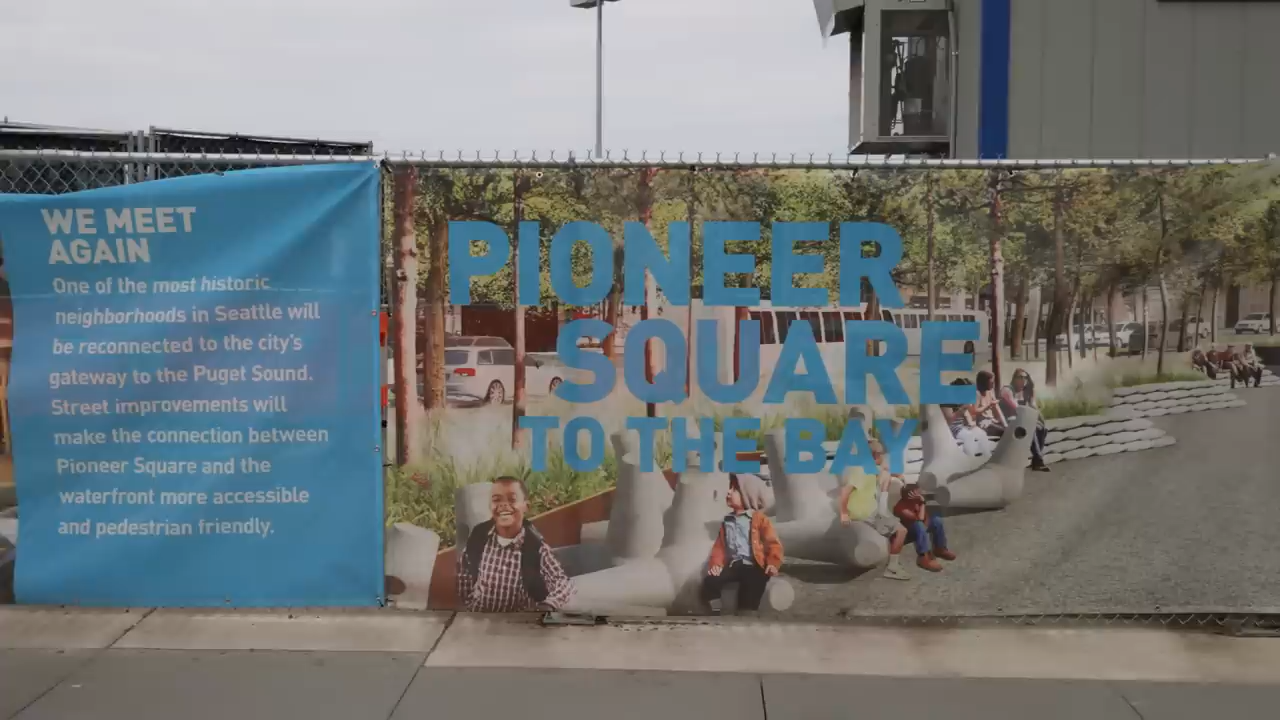 WE MEET
AGAIN
One of the most historic
neighborhoods in Seattle will
be reconnected to the city's
gateway to the Puget Sound.
Street improvements will
make the connection between
Pioneer Square and the
waterfront more accessible
and pedestrian friendly.
PIONEER
SQUARE
TO THE BAY